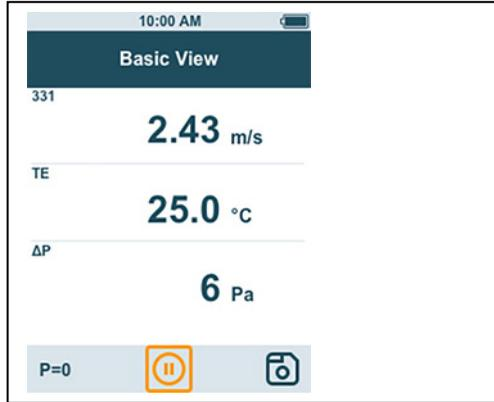 10:00 AM
Basic View
331
2.43 m/s
TE
25.0 °C
ΔP
6 Pa
P=0